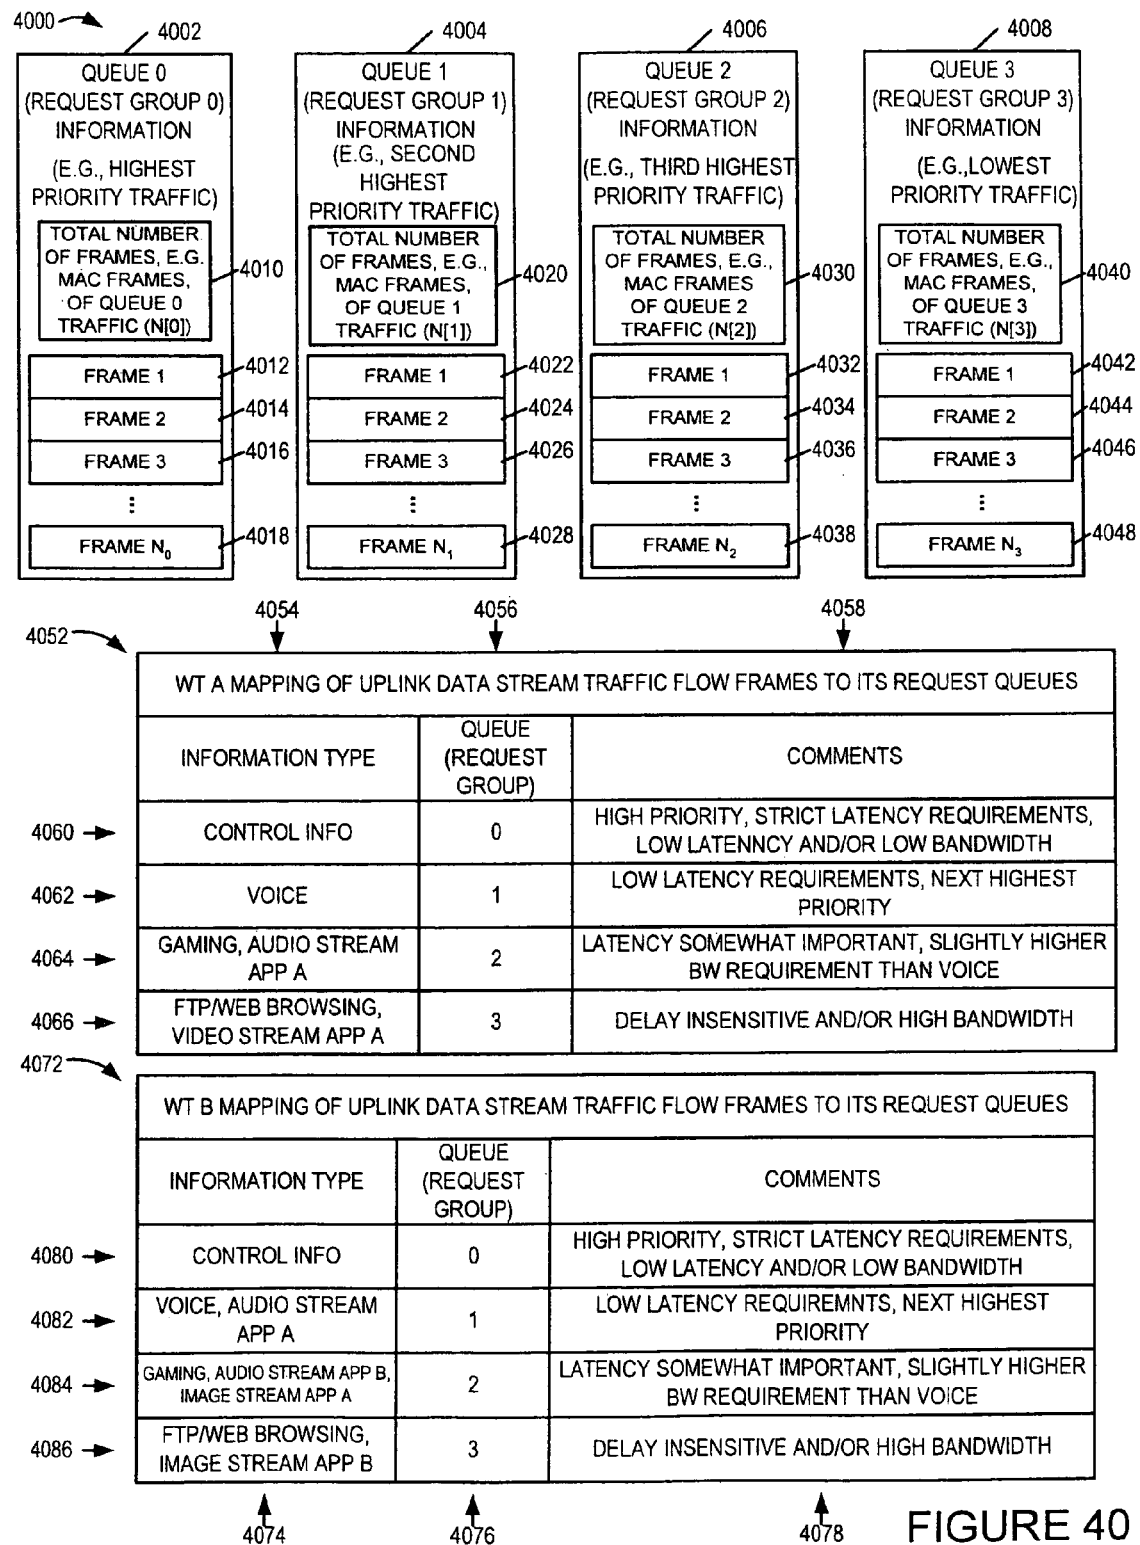 4000
4002
4004
4006
4008
QUEUE 0
(REQUEST GROUP 0)
INFORMATION
(E.G., HIGHEST
PRIORITY TRAFFIC)
TOTAL NUMBER
OF FRAMES, E.G.
MAC FRAMES,
OF QUEUE 0
TRAFFIC (N[0])
4010
FRAME 1
4012
FRAME 2
4014
FRAME 3
4016
⋮
FRAME N0
4018
QUEUE 1
(REQUEST GROUP 1)
INFORMATION
(E.G., SECOND
HIGHEST
PRIORITY TRAFFIC)
TOTAL NUMBER
OF FRAMES, E.G.,
MAC FRAMES,
OF QUEUE 1
TRAFFIC (N[1])
4020
FRAME 1
4022
FRAME 2
4024
FRAME 3
4026
⋮
FRAME N1
4028
QUEUE 2
(REQUEST GROUP 2)
INFORMATION
(E.G., THIRD HIGHEST
PRIORITY TRAFFIC)
TOTAL NUMBER
OF FRAMES, E.G.,
MAC FRAMES
OF QUEUE 2
TRAFFIC (N[2])
4030
FRAME 1
4032
FRAME 2
4034
FRAME 3
4036
⋮
FRAME N2
4038
QUEUE 3
(REQUEST GROUP 3)
INFORMATION
(E.G.,LOWEST
PRIORITY TRAFFIC)
TOTAL NUMBER
OF FRAMES, E.G.,
MAC FRAMES,
OF QUEUE 3
TRAFFIC (N[3])
4040
FRAME 1
4042
FRAME 2
4044
FRAME 3
4046
⋮
FRAME N3
4048
4052
4054
4056
4058
WT A MAPPING OF UPLINK DATA STREAM TRAFFIC FLOW FRAMES TO ITS REQUEST QUEUES
INFORMATION TYPE
QUEUE
(REQUEST
GROUP)
COMMENTS
4060
CONTROL INFO
0
HIGH PRIORITY, STRICT LATENCY REQUIREMENTS,
LOW LATENNCY AND/OR LOW BANDWIDTH
4062
VOICE
1
LOW LATENCY REQUIREMENTS, NEXT HIGHEST
PRIORITY
4064
GAMING, AUDIO STREAM
APP A
2
LATENCY SOMEWHAT IMPORTANT, SLIGHTLY HIGHER
BW REQUIREMENT THAN VOICE
4066
FTP/WEB BROWSING,
VIDEO STREAM APP A
3
DELAY INSENSITIVE AND/OR HIGH BANDWIDTH
4072
WT B MAPPING OF UPLINK DATA STREAM TRAFFIC FLOW FRAMES TO ITS REQUEST QUEUES
INFORMATION TYPE
QUEUE
(REQUEST
GROUP)
COMMENTS
4080
CONTROL INFO
0
HIGH PRIORITY, STRICT LATENCY REQUIREMENTS,
LOW LATENCY AND/OR LOW BANDWIDTH
4082
VOICE, AUDIO STREAM
APP A
1
LOW LATENCY REQUIREMNTS, NEXT HIGHEST
PRIORITY
4084
GAMING, AUDIO STREAM APP B,
IMAGE STREAM APP A
2
LATENCY SOMEWHAT IMPORTANT, SLIGHTLY HIGHER
BW REQUIREMENT THAN VOICE
4086
FTP/WEB BROWSING,
IMAGE STREAM APP B
3
DELAY INSENSITIVE AND/OR HIGH BANDWIDTH
4074
4076
4078
FIGURE 40